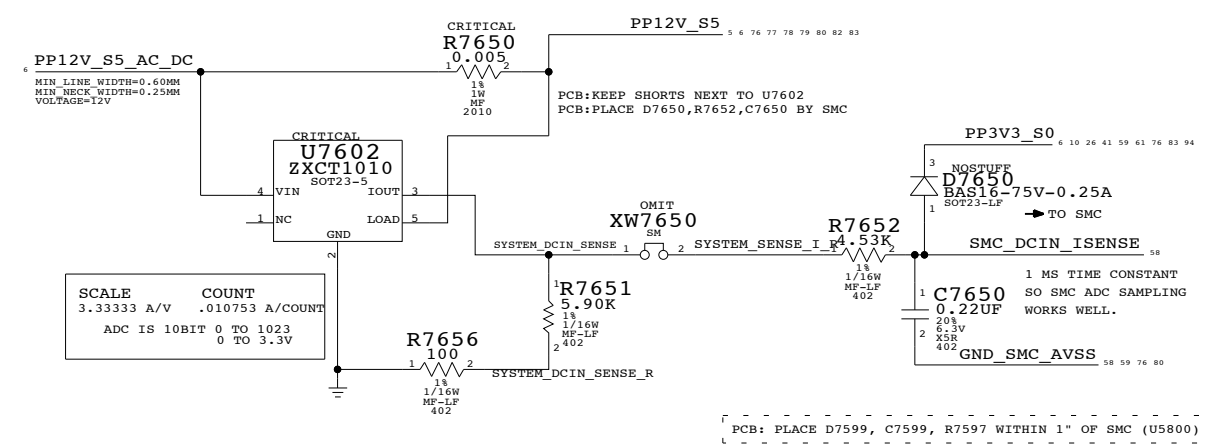 PP12V_S5
5 6 76 77 78 79 80 82 83
CRITICAL
R7650
0.005
1 2
1%
1W
MF
2010
6
PP12V_S5_AC_DC
MIN_LINE_WIDTH=0.60MM
MIN_NECK_WIDTH=0.25MM
VOLTAGE=12V
PCB:KEEP SHORTS NEXT TO U7602
PCB:PLACE D7650,R7652,C7650 BY SMC
CRITICAL
U7602
ZXCT1010
SOT23-5
4 VIN IOUT 3
1 NC LOAD 5
GND
2
PP3V3_S0
6 10 26 41 59 61 76 83 94
3
NOSTUFF
D7650
BAS16-75V-0.25A
SOT23-LF
1
TO SMC
OMIT
XW7650
SM
SYSTEM_DCIN_SENSE
1 2
SYSTEM_SENSE_I_R
R7652
4.53K
1 2
1%
1/16W
MF-LF
402
SMC_DCIN_ISENSE
58
1 MS TIME CONSTANT
SO SMC ADC SAMPLING
WORKS WELL.
1
C7650
0.22UF
20%
6.3V
X5R
402
2
GND_SMC_AVSS
58 59 76 80
1
R7651
5.90K
1%
1/16W
MF-LF
402
2
SCALE COUNT
3.33333 A/V .010753 A/COUNT
ADC IS 10BIT 0 TO 1023
0 TO 3.3V
R7656
100
1 2
1%
1/16W
MF-LF
402
SYSTEM_DCIN_SENSE_R
PCB: PLACE D7599, C7599, R7597 WITHIN 1" OF SMC (U5800)